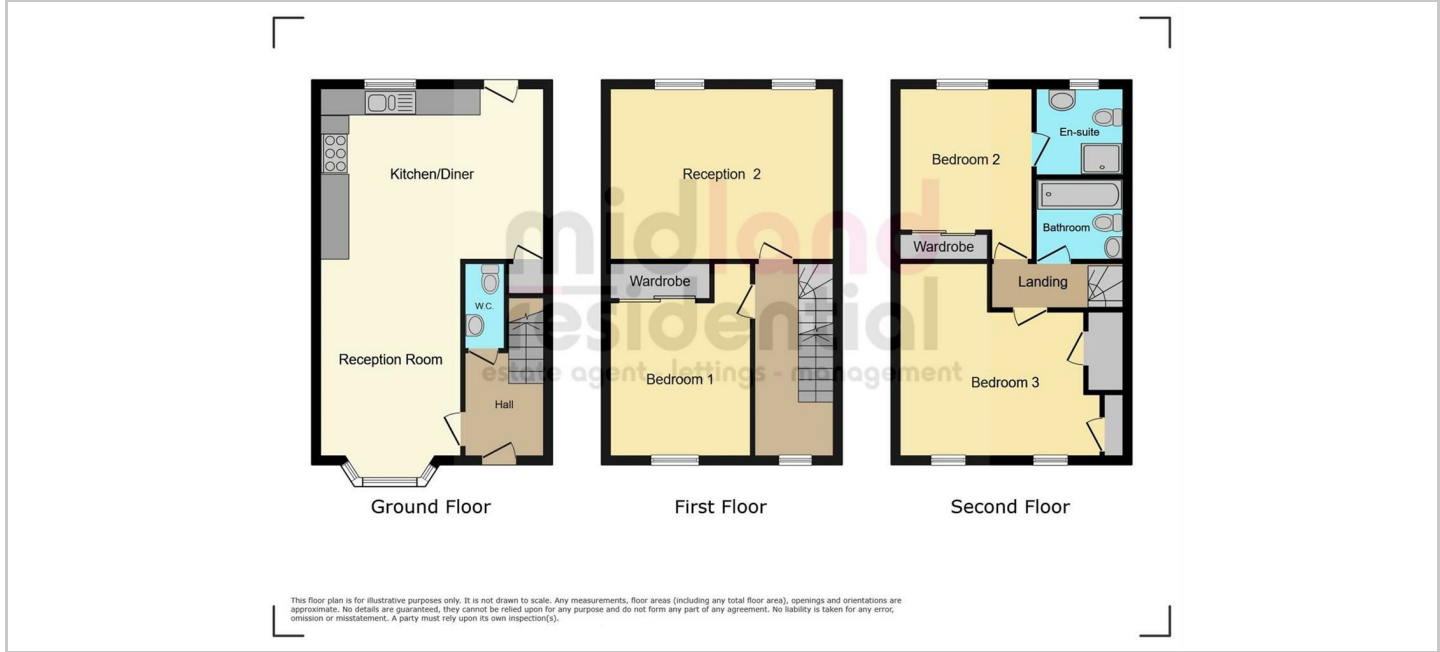 Kitchen/Diner
W.C.
Reception Room
Hall
Ground Floor
Reception 2
Wardrobe
Bedroom 1
First Floor
Bedroom 2
En-suite
Bathroom
Wardrobe
Landing
Bedroom 3
Second Floor
midland
residential
estate agent - lettings - management
This floor plan is for illustrative purposes only. It is not drawn to scale. Any measurements, floor areas (including any total floor area), openings and orientations are
approximate. No details are guaranteed, they cannot be relied upon for any purpose and do not form any part of any agreement. No liability is taken for any error,
omission or misstatement. A party must rely upon its own inspection(s).